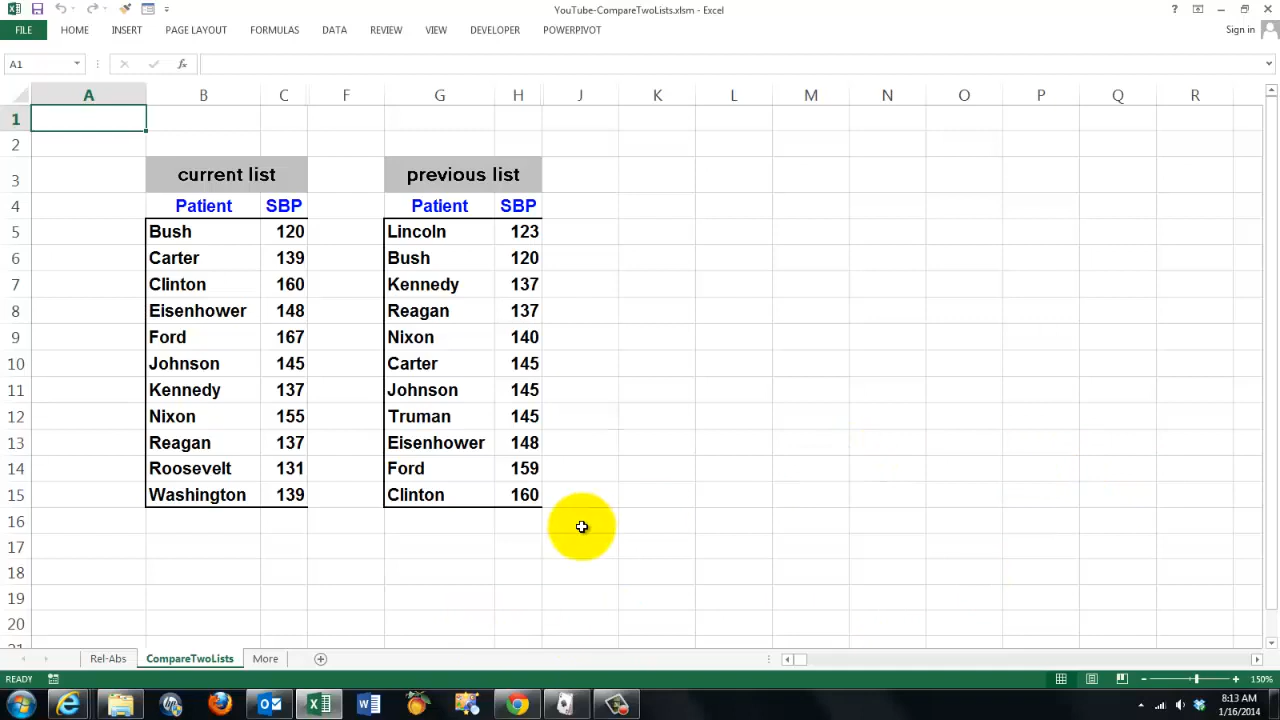 YouTube-CompareTwoLists.xlsm - Excel
FILE HOME INSERT PAGE LAYOUT FORMULAS DATA REVIEW VIEW DEVELOPER POWERPIVOT Sign in
A1 fx
A B C F G H J K L M N O P Q R
1
2
3 current list previous list
4 Patient SBP Patient SBP
5 Bush 120 Lincoln 123
6 Carter 139 Bush 120
7 Clinton 160 Kennedy 137
8 Eisenhower 148 Reagan 137
9 Ford 167 Nixon 140
10 Johnson 145 Carter 145
11 Kennedy 137 Johnson 145
12 Nixon 155 Truman 145
13 Reagan 137 Eisenhower 148
14 Roosevelt 131 Ford 159
15 Washington 139 Clinton 160
16
17
18
19
20
21
Rel-Abs CompareTwoLists More
READY 150%
8:13 AM
1/16/2014